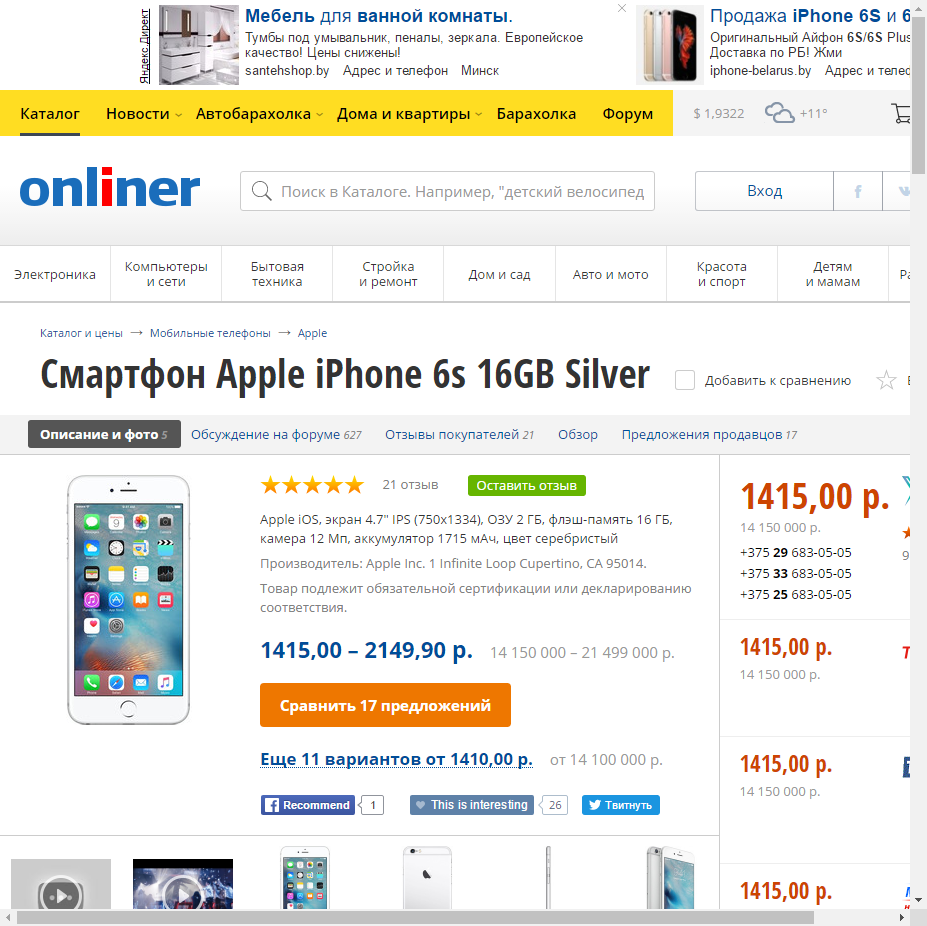 Яндекс.Директ
Мебель для ванной комнаты.
Тумбы под умывальник, пеналы, зеркала. Европейское
качество! Цены снижены!
santehshop.by Адрес и телефон Минск
Продажа iPhone 6S и 6
Оригинальный Айфон 6S/6S Plus
Доставка по РБ! Жми
iphone-belarus.by Адрес и телес
Каталог Новости Автобарахолка Дома и квартиры Барахолка Форум $ 1,9322 +11°
onliner
Поиск в Каталоге. Например, "детский велосипед
Вход
Электроника
Компьютеры
и сети
Бытовая
техника
Стройка
и ремонт
Дом и сад
Авто и мото
Красота
и спорт
Детям
и мамам
Каталог и цены → Мобильные телефоны → Apple
Смартфон Apple iPhone 6s 16GB Silver
Добавить к сравнению
Описание и фото 5 Обсуждение на форуме 627 Отзывы покупателей 21 Обзор Предложения продавцов 17
21 отзыв Оставить отзыв
Apple iOS, экран 4.7" IPS (750x1334), ОЗУ 2 ГБ, флэш-память 16 ГБ,
камера 12 Мп, аккумулятор 1715 мАч, цвет серебристый
Производитель: Apple Inc. 1 Infinite Loop Cupertino, CA 95014.
Товар подлежит обязательной сертификации или декларированию
соответствия.
1415,00 – 2149,90 р. 14 150 000 – 21 499 000 р.
Сравнить 17 предложений
Еще 11 вариантов от 1410,00 р. от 14 100 000 р.
Recommend 1 This is interesting 26 Твитнуть
1415,00 р.
14 150 000 р.
+375 29 683-05-05
+375 33 683-05-05
+375 25 683-05-05
1415,00 р.
14 150 000 р.
1415,00 р.
14 150 000 р.
1415,00 р.